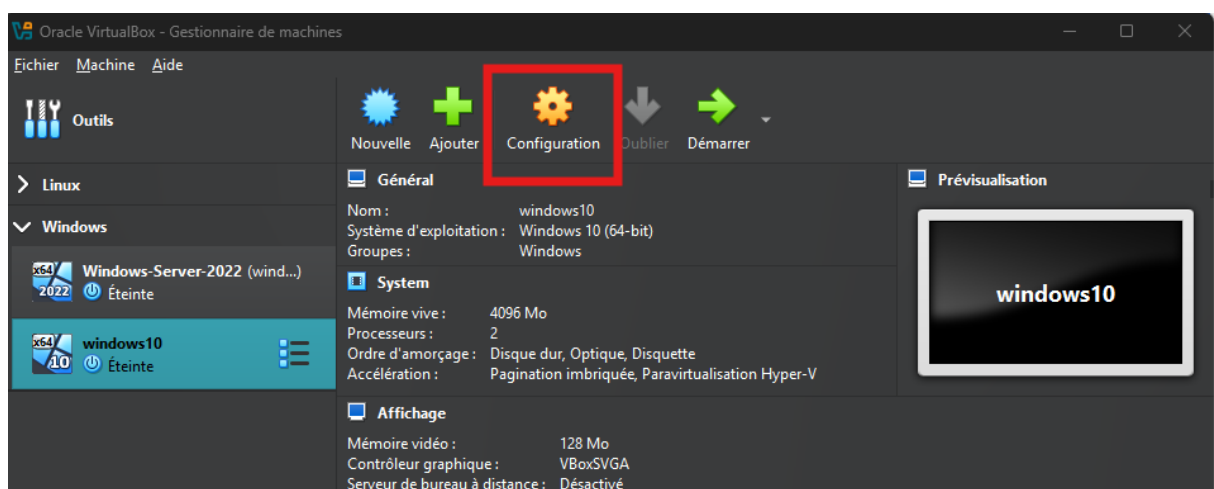 Oracle VirtualBox - Gestionnaire de machines
Fichier Machine Aide
Outils
Nouvelle Ajouter Configuration Oublier Démarrer
Linux
Windows
x64 2022 Windows-Server-2022 (wind...)
Éteinte
x64 10 windows10
Éteinte
Général
Nom : windows10
Système d'exploitation : Windows 10 (64-bit)
Groupes : Windows
System
Mémoire vive : 4096 Mo
Processeurs : 2
Ordre d'amorçage : Disque dur, Optique, Disquette
Accélération : Pagination imbriquée, Paravirtualisation Hyper-V
Affichage
Mémoire vidéo : 128 Mo
Contrôleur graphique : VBoxSVGA
Serveur de bureau à distance : Désactivé
Prévisualisation
windows10